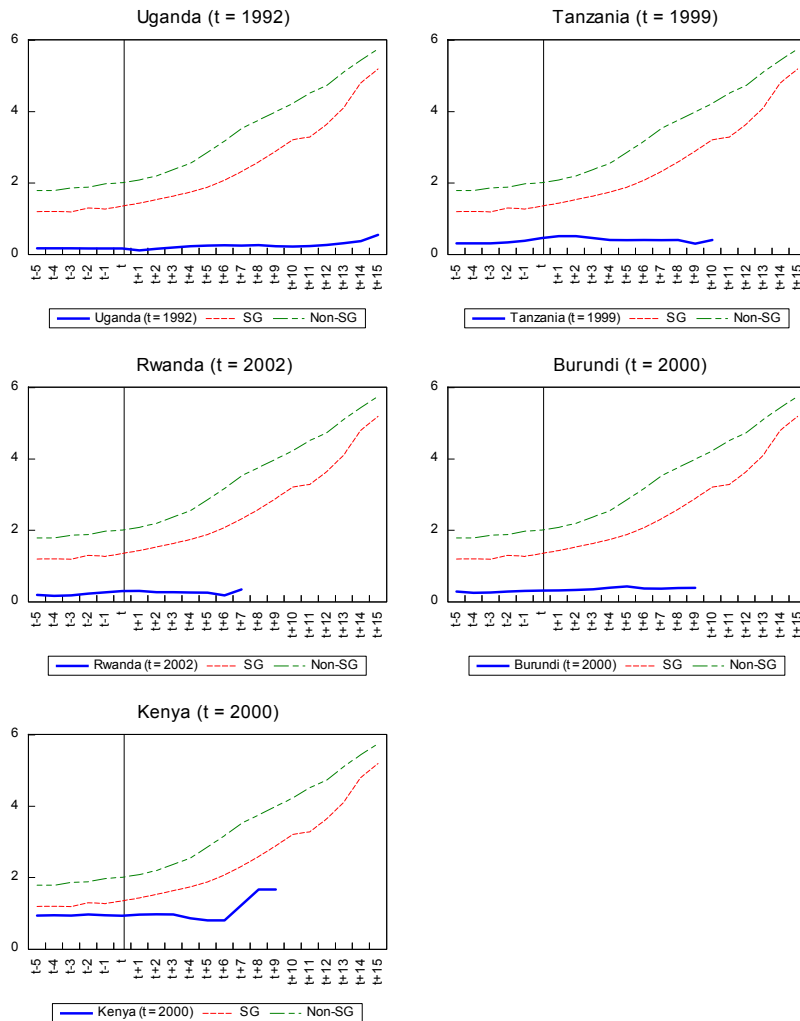 Uganda (t = 1992)
6
4
2
0
t-5 t-4 t-3 t-2 t-1 t t+1 t+2 t+3 t+4 t+5 t+6 t+7 t+8 t+9 t+10 t+11 t+12 t+13 t+14 t+15
Uganda (t = 1992) SG Non-SG
Tanzania (t = 1999)
6
4
2
0
t-5 t-4 t-3 t-2 t-1 t t+1 t+2 t+3 t+4 t+5 t+6 t+7 t+8 t+9 t+10 t+11 t+12 t+13 t+14 t+15
Tanzania (t = 1999) SG Non-SG
Rwanda (t = 2002)
6
4
2
0
t-5 t-4 t-3 t-2 t-1 t t+1 t+2 t+3 t+4 t+5 t+6 t+7 t+8 t+9 t+10 t+11 t+12 t+13 t+14 t+15
Rwanda (t = 2002) SG Non-SG
Burundi (t = 2000)
6
4
2
0
t-5 t-4 t-3 t-2 t-1 t t+1 t+2 t+3 t+4 t+5 t+6 t+7 t+8 t+9 t+10 t+11 t+12 t+13 t+14 t+15
Burundi (t = 2000) SG Non-SG
Kenya (t = 2000)
6
4
2
0
t-5 t-4 t-3 t-2 t-1 t t+1 t+2 t+3 t+4 t+5 t+6 t+7 t+8 t+9 t+10 t+11 t+12 t+13 t+14 t+15
Kenya (t = 2000) SG Non-SG